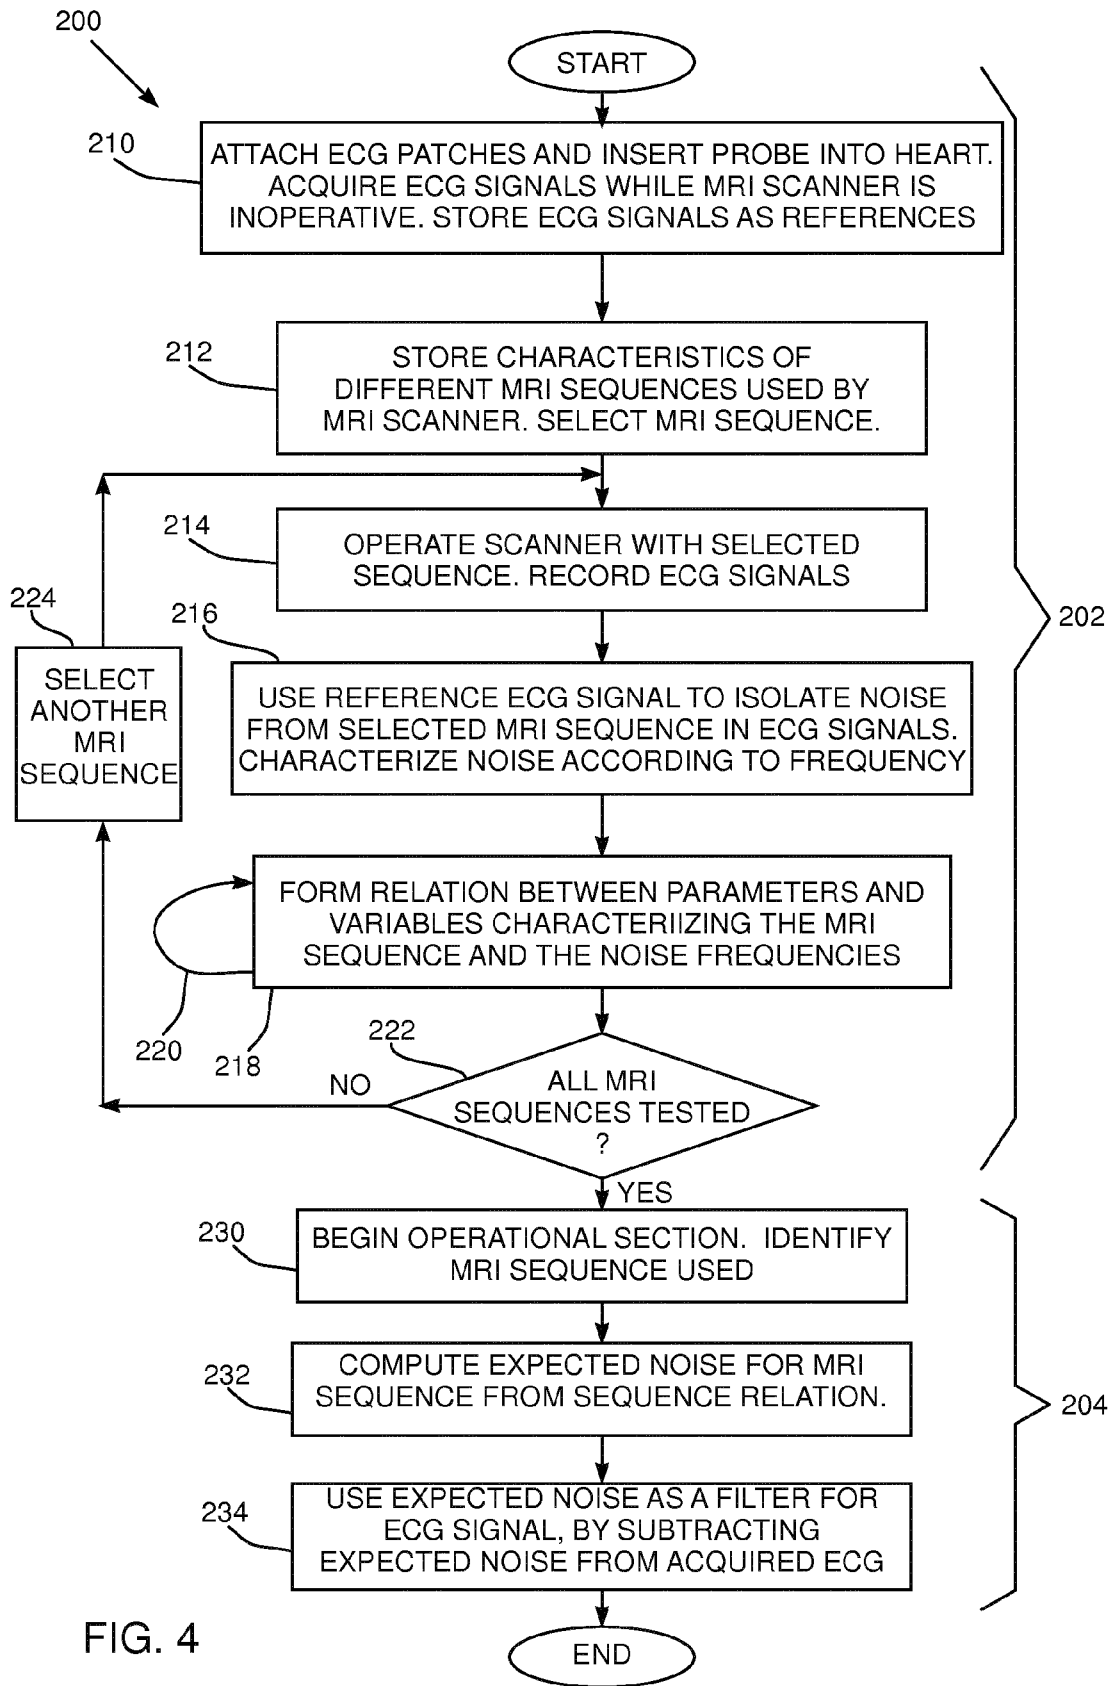 200
START
210
ATTACH ECG PATCHES AND INSERT PROBE INTO HEART.
ACQUIRE ECG SIGNALS WHILE MRI SCANNER IS
INOPERATIVE. STORE ECG SIGNALS AS REFERENCES
212
STORE CHARACTERISTICS OF
DIFFERENT MRI SEQUENCES USED BY
MRI SCANNER. SELECT MRI SEQUENCE.
214
OPERATE SCANNER WITH SELECTED
SEQUENCE. RECORD ECG SIGNALS
224
SELECT
ANOTHER
MRI
SEQUENCE
216
USE REFERENCE ECG SIGNAL TO ISOLATE NOISE
FROM SELECTED MRI SEQUENCE IN ECG SIGNALS.
CHARACTERIZE NOISE ACCORDING TO FREQUENCY
202
FORM RELATION BETWEEN PARAMETERS AND
VARIABLES CHARACTERIIZING THE MRI
SEQUENCE AND THE NOISE FREQUENCIES
220
218
222
NO
ALL MRI
SEQUENCES TESTED
?
YES
230
BEGIN OPERATIONAL SECTION. IDENTIFY
MRI SEQUENCE USED
232
COMPUTE EXPECTED NOISE FOR MRI
SEQUENCE FROM SEQUENCE RELATION.
204
234
USE EXPECTED NOISE AS A FILTER FOR
ECG SIGNAL, BY SUBTRACTING
EXPECTED NOISE FROM ACQUIRED ECG
END
FIG. 4